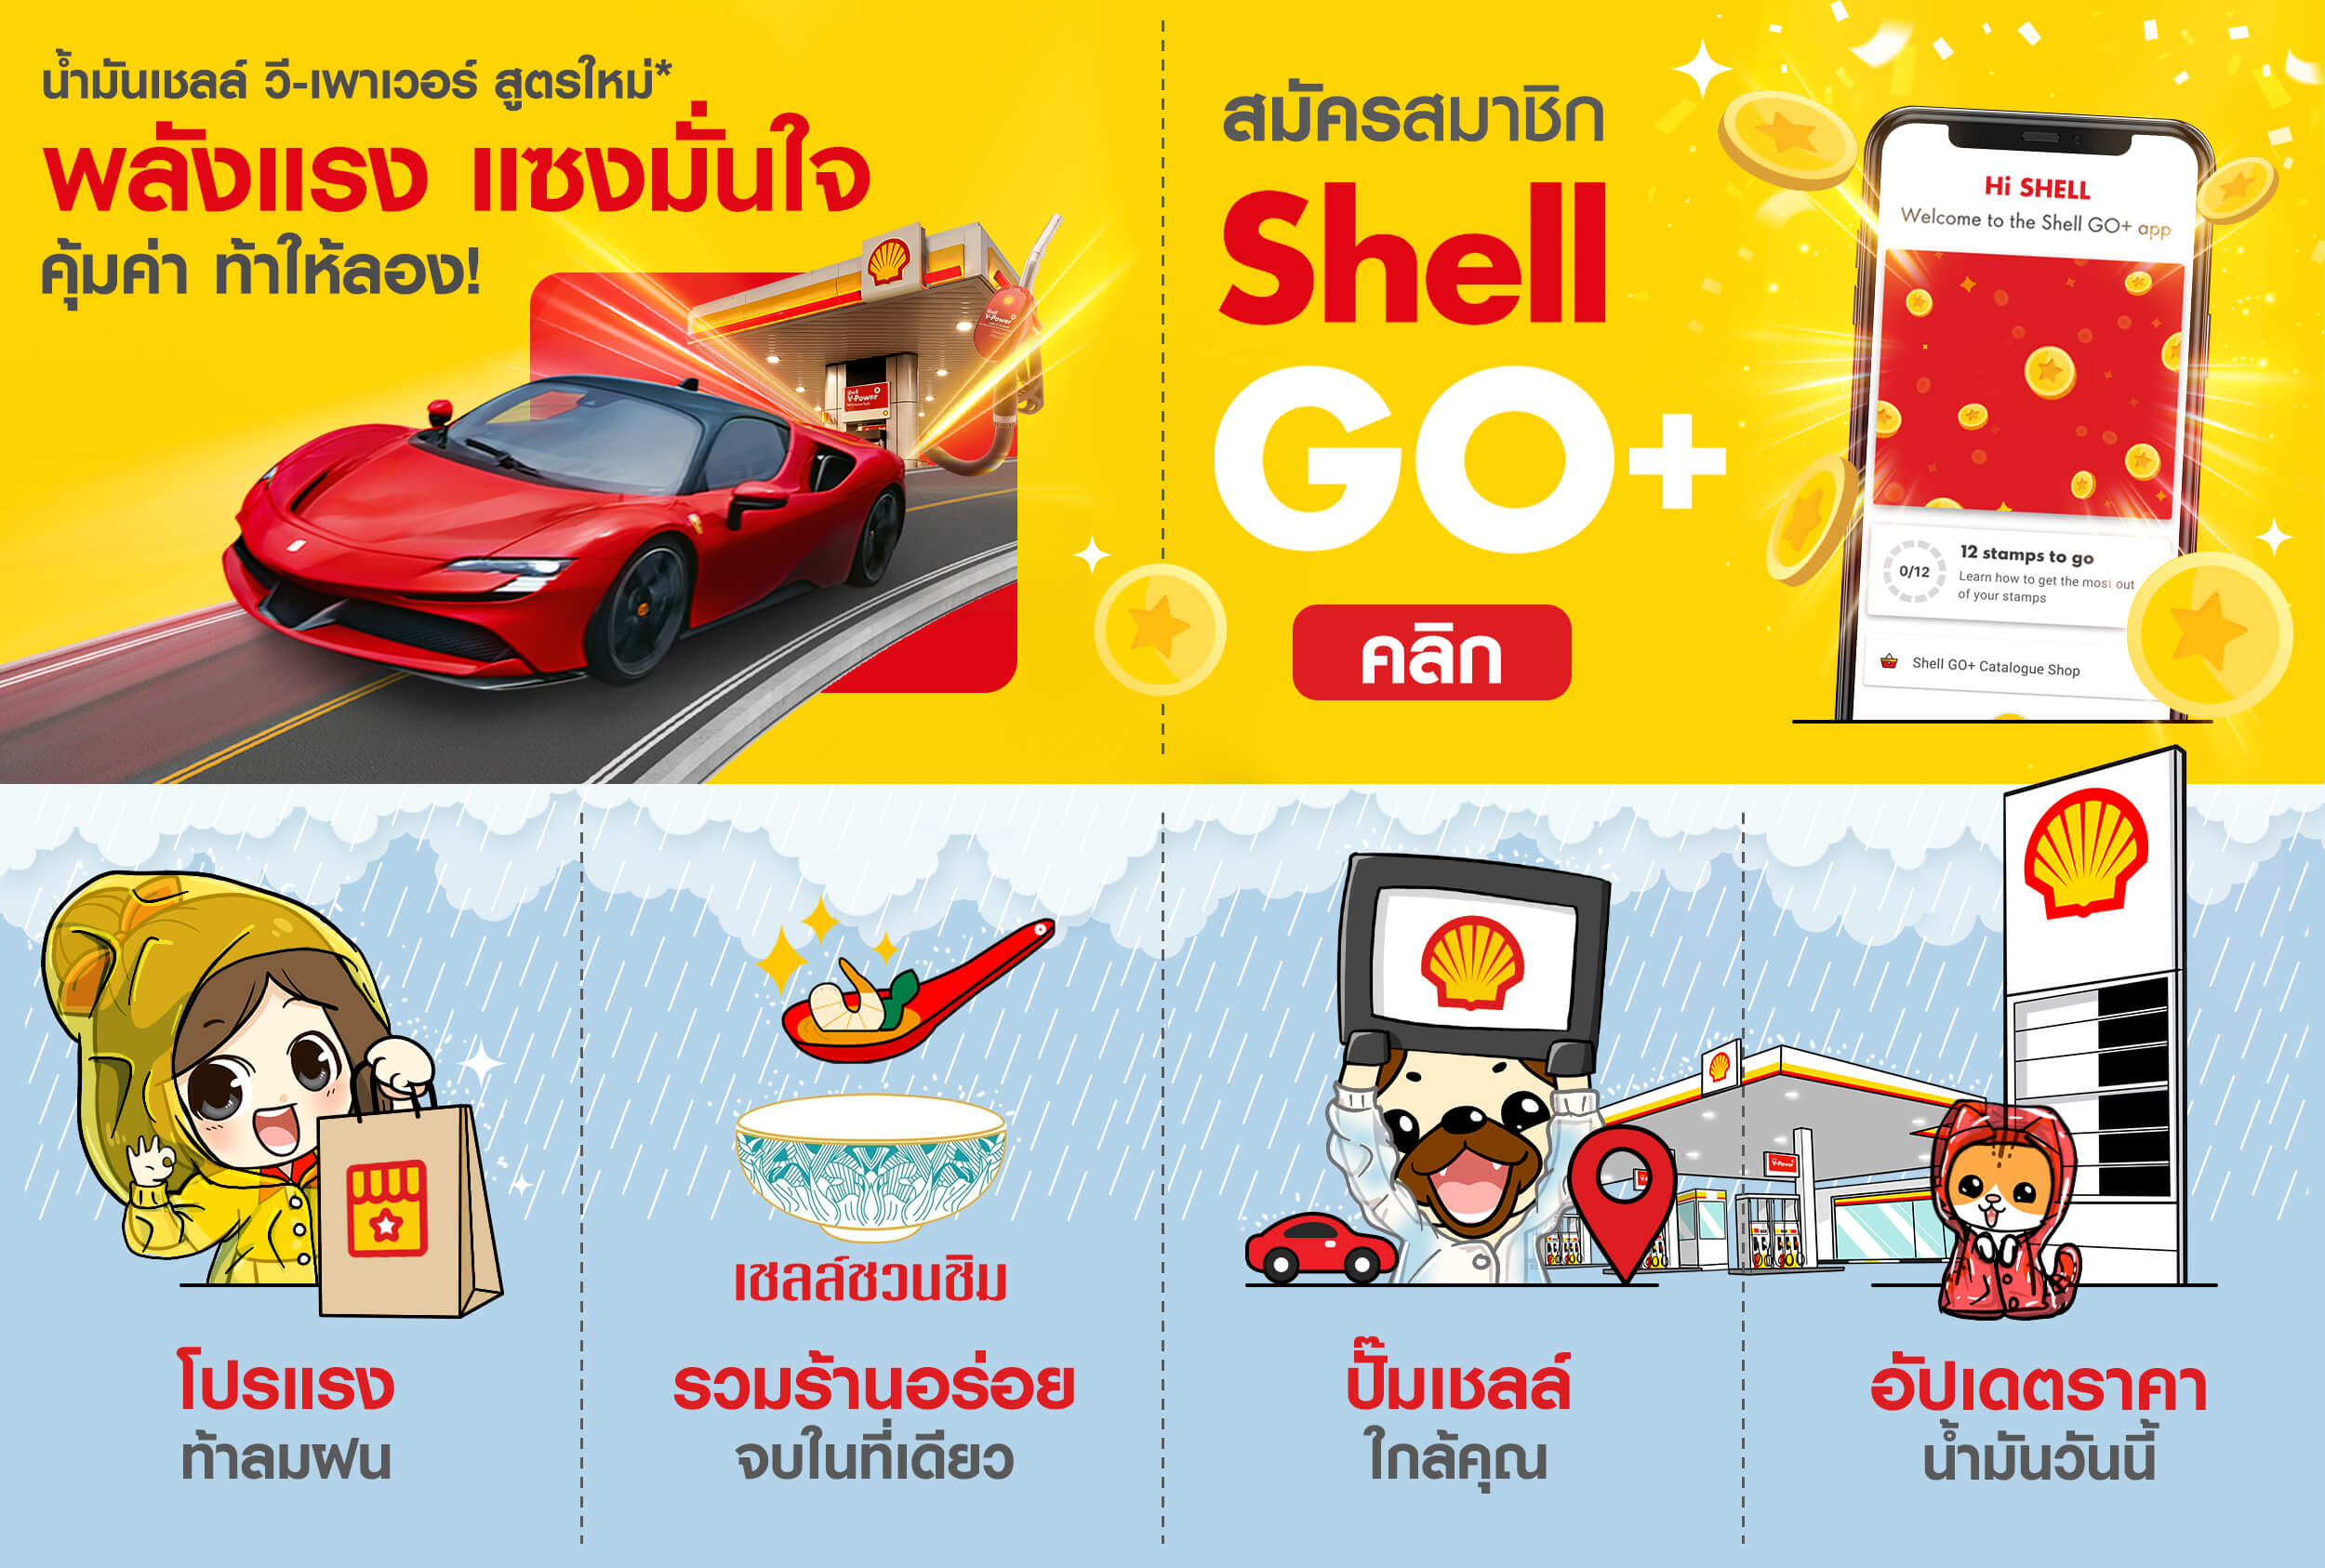 น้ำมันเชลล์ วี-เพาเวอร์ สูตรใหม่*
พลังแรง แซงมั่นใจ
คุ้มค่า ท้าให้ลอง!
Shell
V-Power
Shell
V-Power
สมัครสมาชิก
Shell
GO+
คลิก
Hi SHELL
Welcome to the Shell GO+ app
0/12
12 stamps to go
Learn how to get the most out
of your stamps
Shell GO+ Catalogue Shop
โปรแรง
ท้าลมฝน
เชลล์ชวนชิม
รวมร้านอร่อย
จบในที่เดียว
V-Power
ปั๊มเชลล์
ใกล้คุณ
อัปเดตราคา
น้ำมันวันนี้